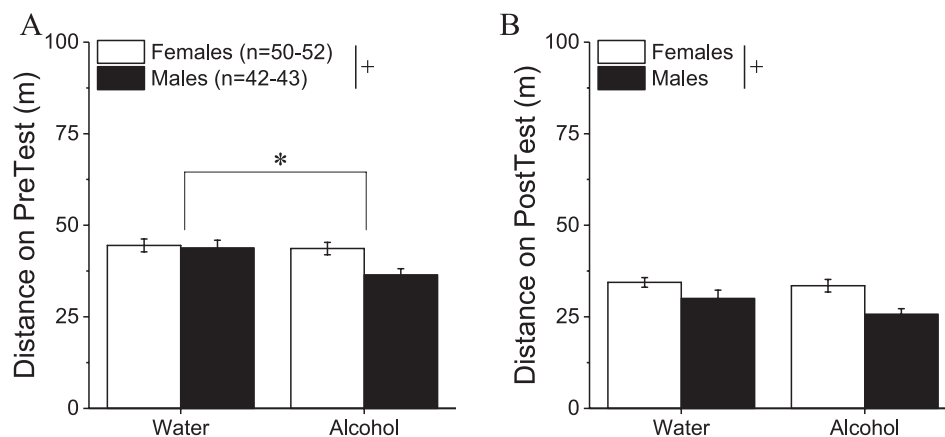 A
Distance on PreTest (m)
100
75
50
25
0
Females (n=50-52)
Males (n=42-43)
+
*
Water
Alcohol
B
Distance on PostTest (m)
100
75
50
25
0
Females
Males
+
Water
Alcohol